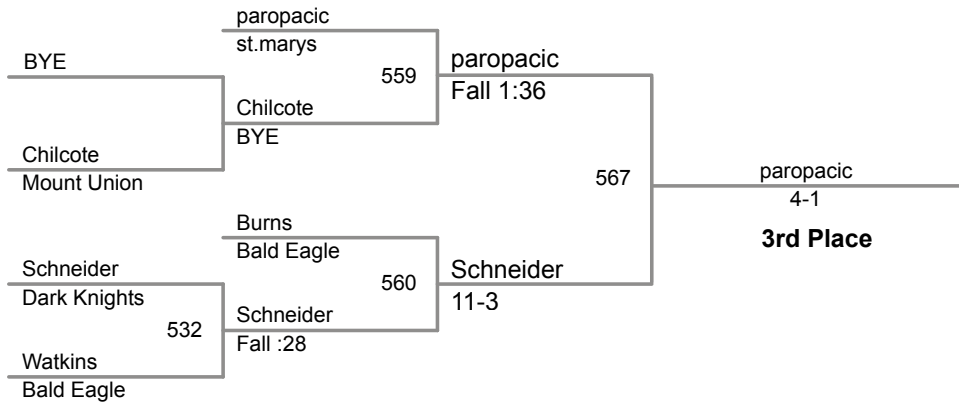 paropacic
st.marys
BYE
559
paropacic
Fall 1:36
Chilcote
BYE
Chilcote
Mount Union
567
paropacic
4-1
3rd Place
Burns
Bald Eagle
Schneider
Dark Knights
560
Schneider
11-3
532
Schneider
Fall :28
Watkins
Bald Eagle